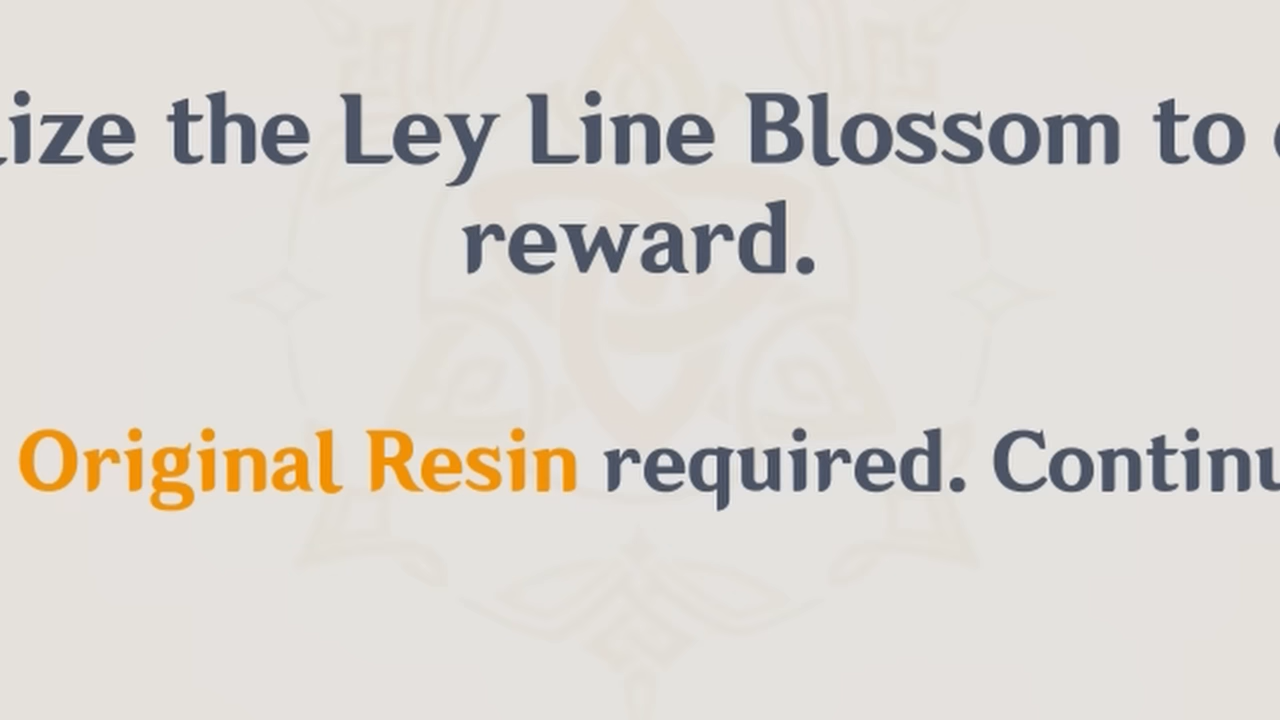 ize the Ley Line Blossom to
reward.
Original Resin required. Continu